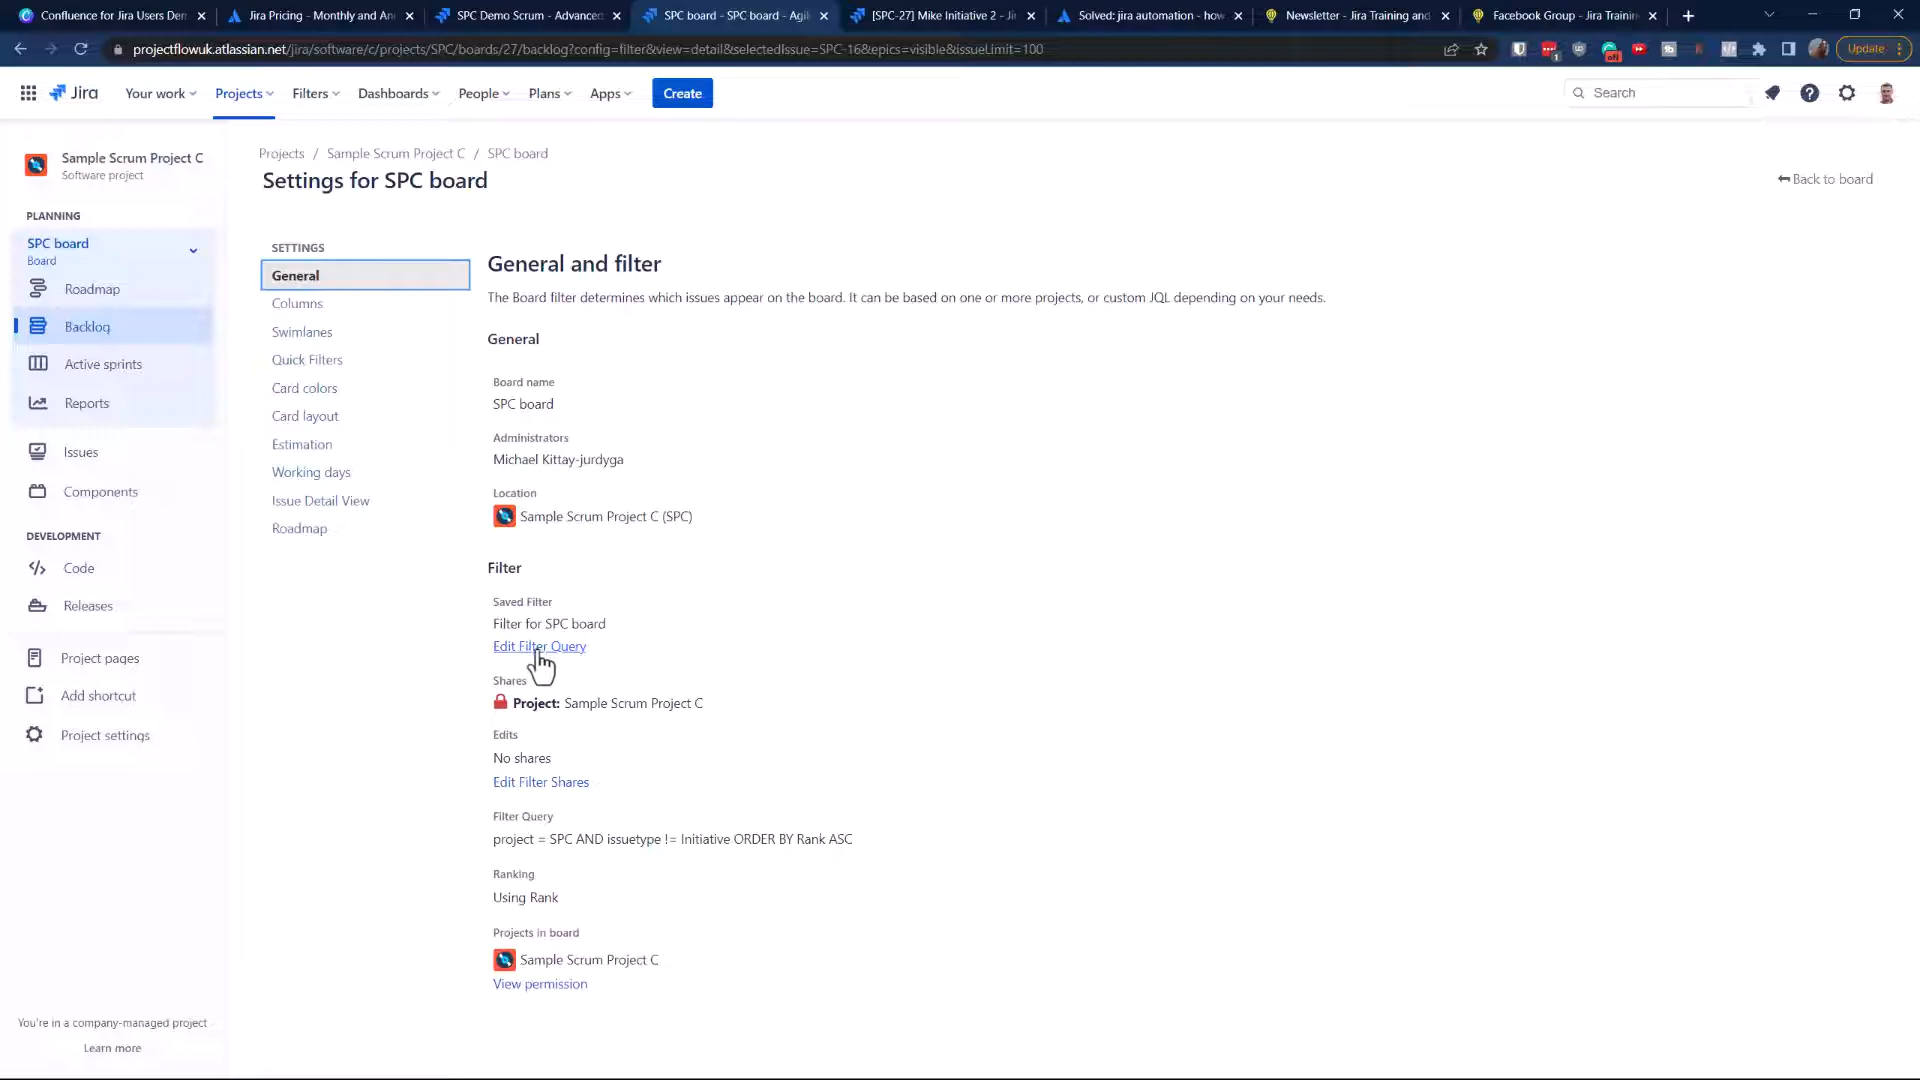 Confluence for Jira Users Den
Jira Pricing - Monthly and An
SPC Demo Scrum - Advanced
SPC board - SPC board - Agil
[SPC-27] Mike Initiative 2 - Ji
Solved: jira automation - how
Newsletter - Jira Training and
Facebook Group - Jira Trainin
projectflowuk.atlassian.net/jira/software/c/projects/SPC/boards/27/backlog?config=filter&view=detail&selectedIssue=SPC-16&epics=visible&issueLimit=100
Update
Jira
Your work
Projects
Filters
Dashboards
People
Plans
Apps
Create
Search
Sample Scrum Project C
Software project
PLANNING
SPC board
Board
Roadmap
Backlog
Active sprints
Reports
Issues
Components
DEVELOPMENT
Code
Releases
Project pages
Add shortcut
Project settings
You're in a company-managed project
Learn more
Projects / Sample Scrum Project C / SPC board
Settings for SPC board
Back to board
SETTINGS
General
Columns
Swimlanes
Quick Filters
Card colors
Card layout
Estimation
Working days
Issue Detail View
Roadmap
General and filter
The Board filter determines which issues appear on the board. It can be based on one or more projects, or custom JQL depending on your needs.
General
Board name
SPC board
Administrators
Michael Kittay-jurdyga
Location
Sample Scrum Project C (SPC)
Filter
Saved Filter
Filter for SPC board
Edit Filter Query
Shares
Project: Sample Scrum Project C
Edits
No shares
Edit Filter Shares
Filter Query
project = SPC AND issuetype != Initiative ORDER BY Rank ASC
Ranking
Using Rank
Projects in board
Sample Scrum Project C
View permission